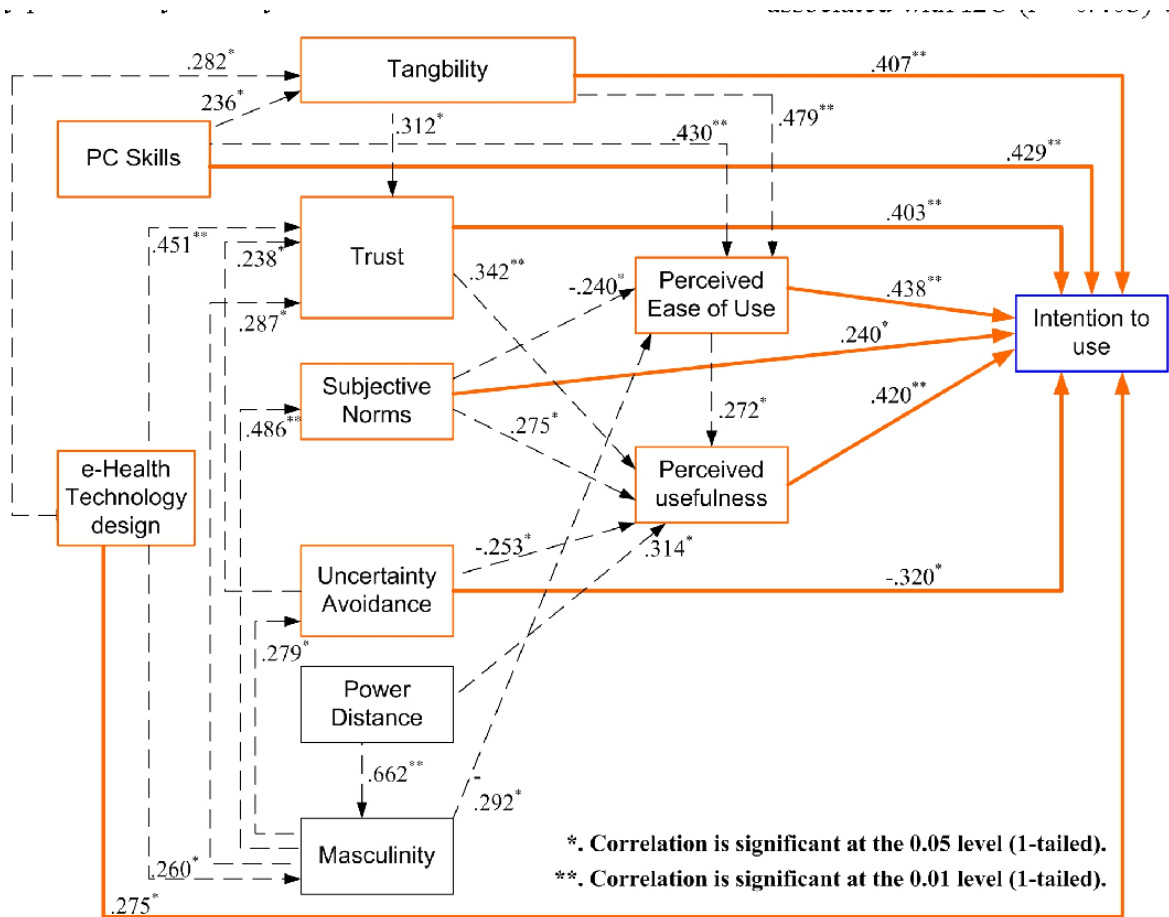 .282*
Tangbility
.407**
236*
.312*
.430**
.479**
PC Skills
.429**
.451**
.238*
Trust
.403**
.342**
-.240*
Perceived
Ease of Use
.438**
.287*
.240*
Intention to
use
Subjective
Norms
.486**
.275*
.272*
.420**
e-Health
Technology
design
Perceived
usefulness
-.253*
.314*
Uncertainty
Avoidance
-.320*
.279*
Power
Distance
.662**
-
.292*
Masculinity
.260*
.275*
*. Correlation is significant at the 0.05 level (1-tailed).
**. Correlation is significant at the 0.01 level (1-tailed).